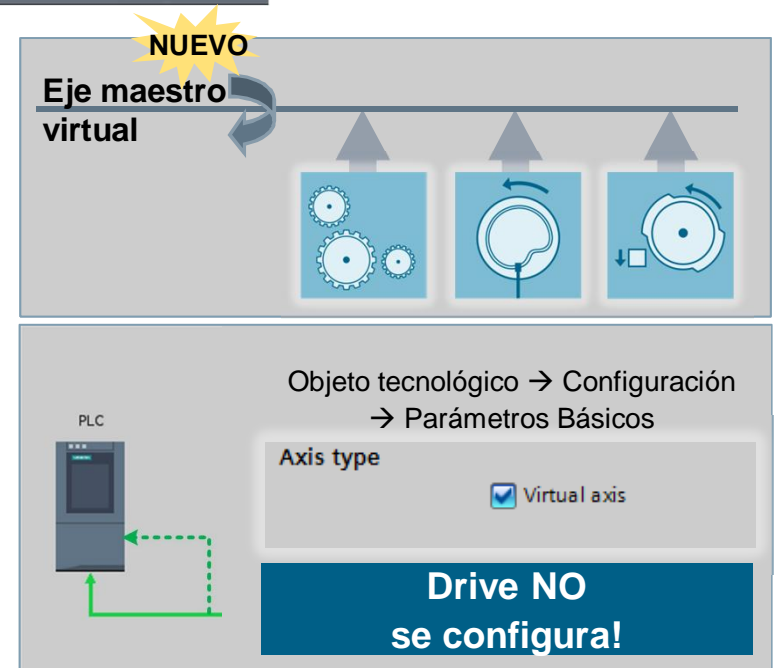 NUEVO
Eje maestro
virtual
Objeto tecnológico → Configuración
→ Parámetros Básicos
PLC
Axis type
Virtual axis
Drive NO
se configura!